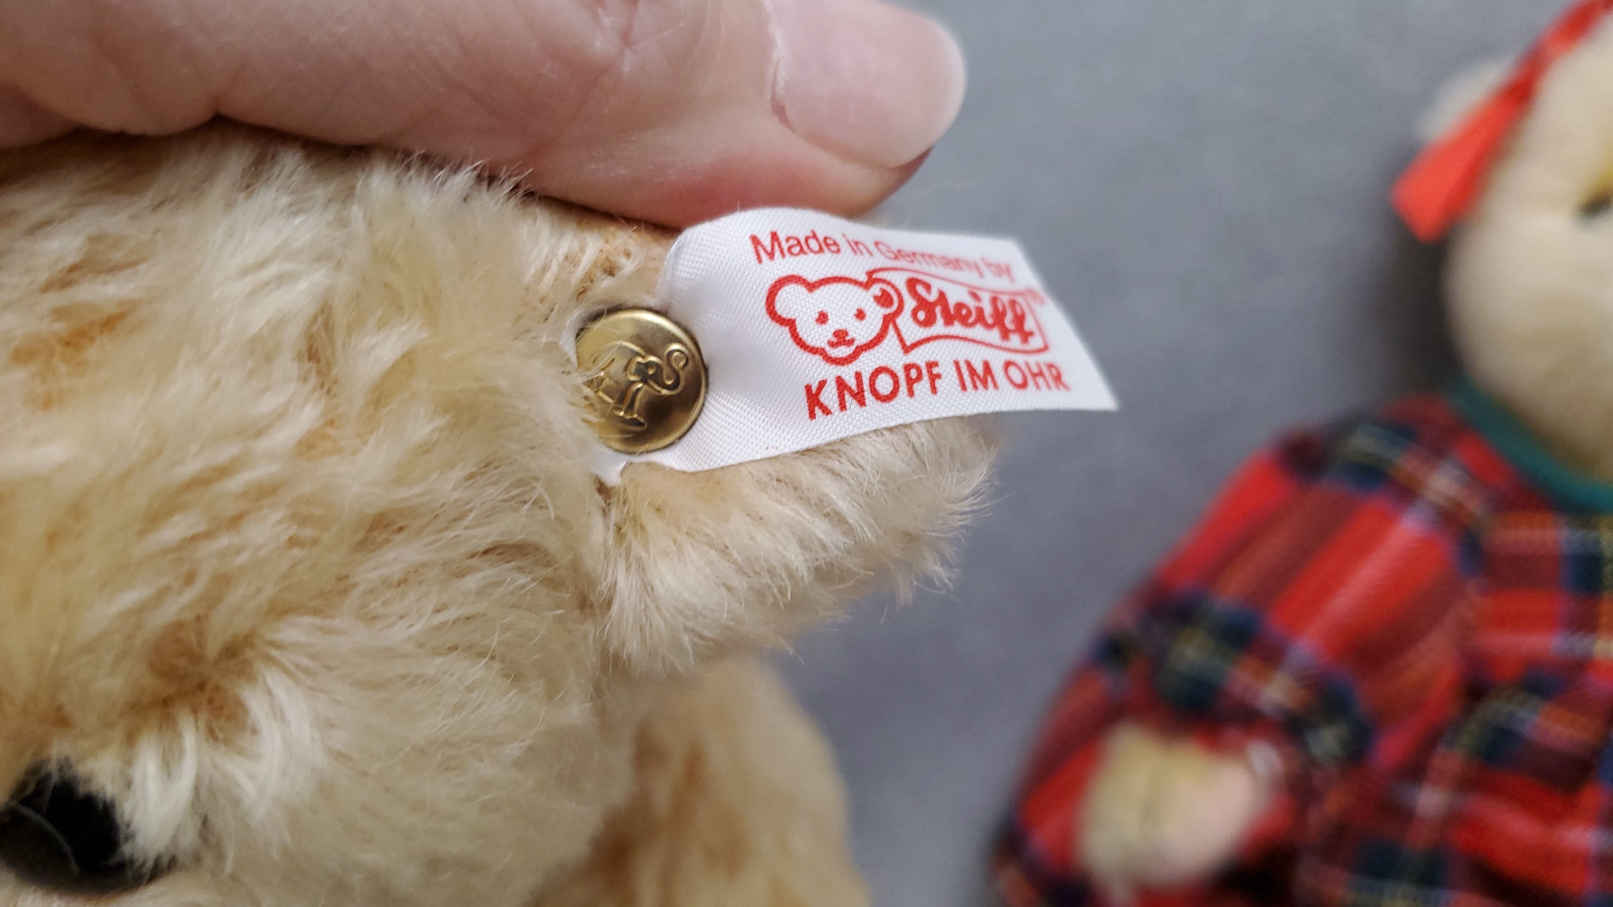 Made in Germany by
Steiff®
KNOPF IM OHR